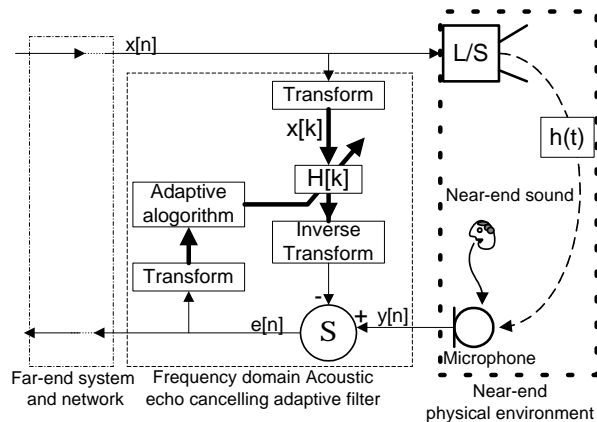 x[n]
L/S
Transform
x[k]
h(t)
H[k]
Adaptive
alogorithm
Near-end sound
Inverse
Transform
Transform
-
+
y[n]
e[n]
S
Microphone
Far-end system
and network
Frequency domain Acoustic
echo cancelling adaptive filter
Near-end
physical environment